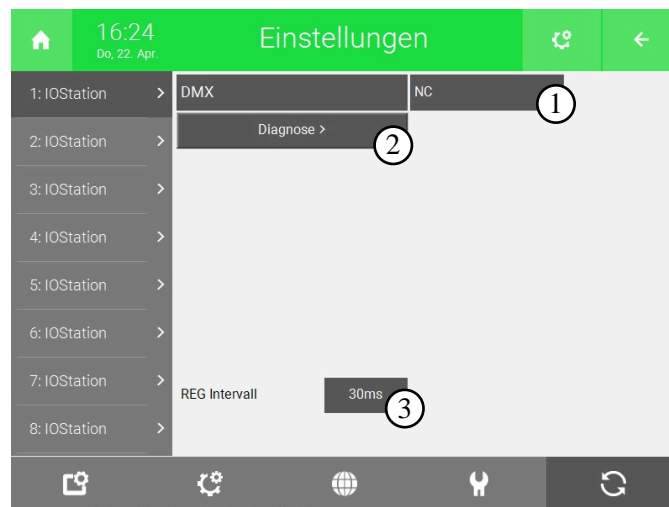 16:24
Do, 22. Apr.
Einstellungen
1: IOStation
DMX
NC
1
2: IOStation
Diagnose >
2
3: IOStation
4: IOStation
5: IOStation
6: IOStation
7: IOStation
REG Intervall
30ms
3
8: IOStation